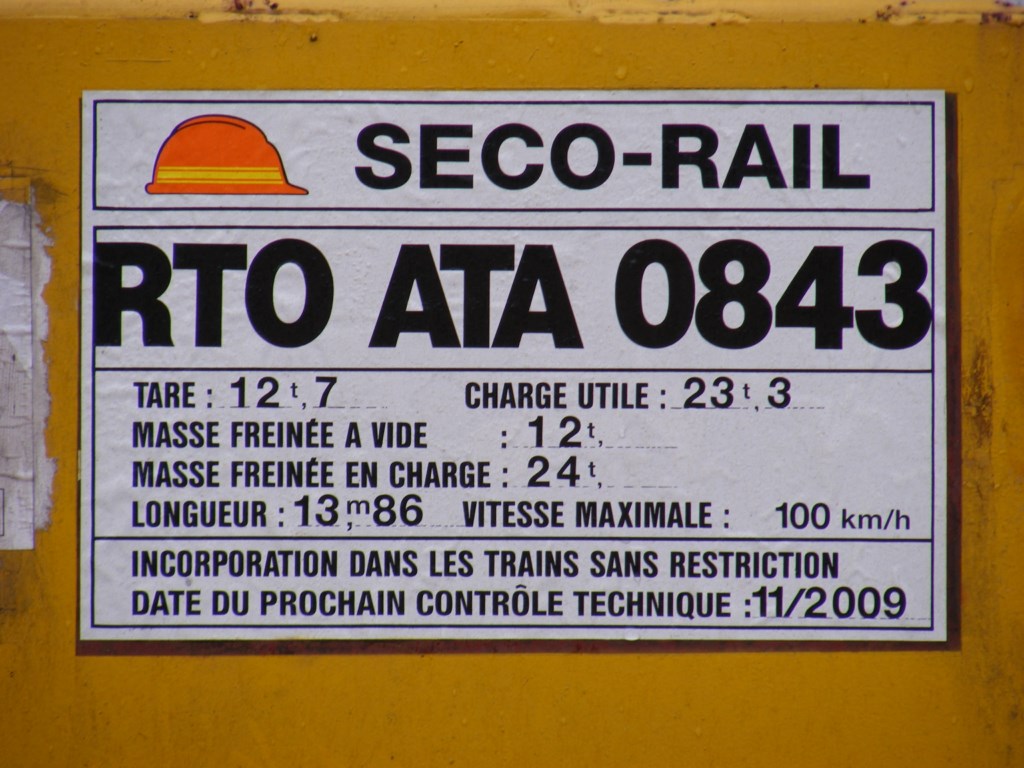 SECO-RAIL
RTO ATA 0843
TARE : 12 t, 7 CHARGE UTILE : 23 t, 3
MASSE FREINÉE A VIDE : 12 t,
MASSE FREINÉE EN CHARGE : 24 t,
LONGUEUR : 13,m86 VITESSE MAXIMALE : 100 km/h
INCORPORATION DANS LES TRAINS SANS RESTRICTION
DATE DU PROCHAIN CONTRÔLE TECHNIQUE : 11/2009